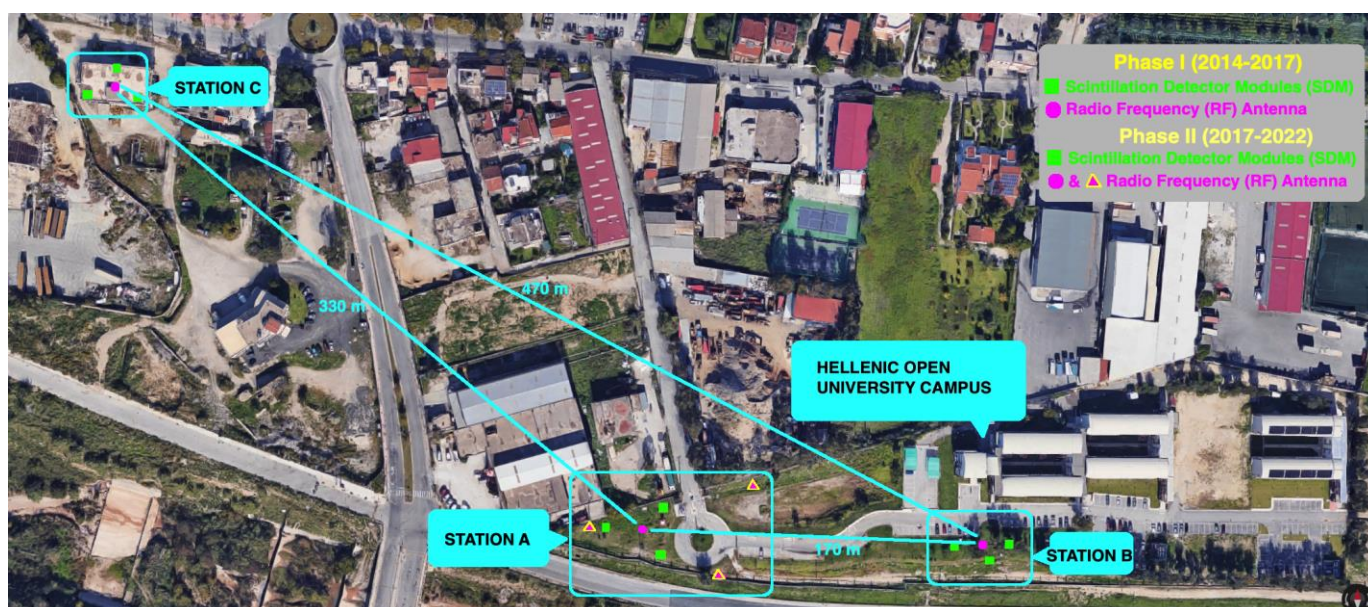 Phase I (2014-2017)
Scintillation Detector Modules (SDM)
Radio Frequency (RF) Antenna
Phase II (2017-2022)
Scintillation Detector Modules (SDM)
& Radio Frequency (RF) Antenna
STATION C
330 m
470 m
HELLENIC OPEN
UNIVERSITY CAMPUS
STATION A
170 m
STATION B